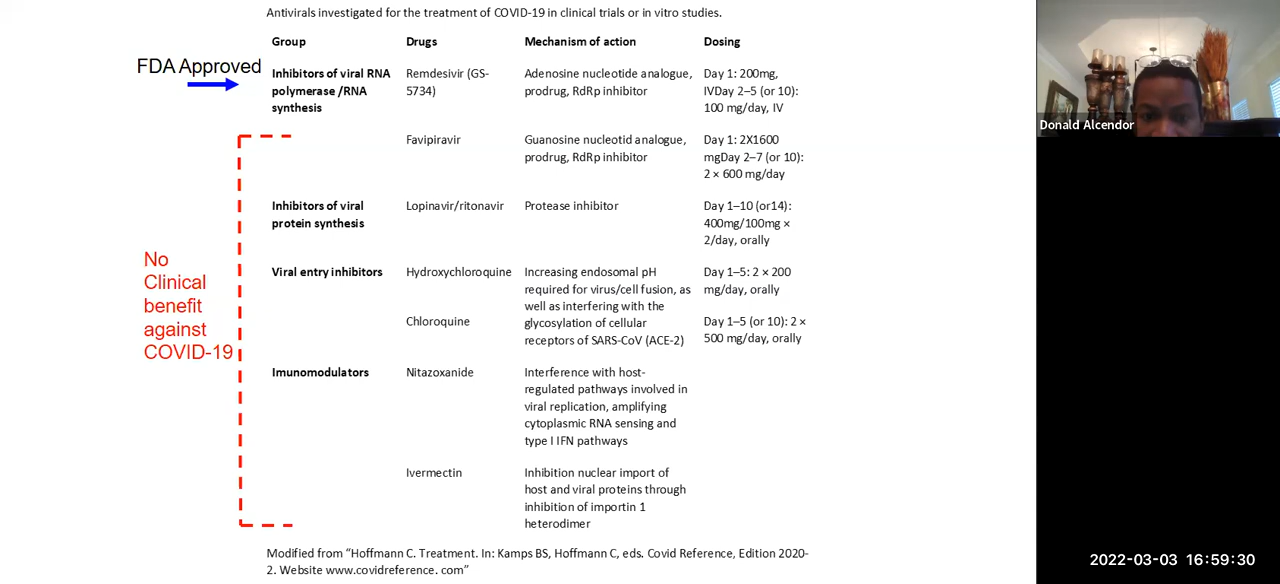 Antivirals investigated for the treatment of COVID-19 in clinical trials or in vitro studies.
Group Drugs Mechanism of action Dosing
FDA Approved
Inhibitors of viral RNA Remdesivir (GS- Adenosine nucleotide analogue, Day 1: 200mg,
polymerase /RNA 5734) prodrug, RdRp inhibitor IVDay 2–5 (or 10):
synthesis 100 mg/day, IV
Favipiravir Guanosine nucleotid analogue, Day 1: 2X1600
prodrug, RdRp inhibitor mgDay 2–7 (or 10):
2 × 600 mg/day
Inhibitors of viral Lopinavir/ritonavir Protease inhibitor Day 1–10 (or14):
protein synthesis 400mg/100mg ×
2/day, orally
No
Clinical
benefit
against
COVID-19
Viral entry inhibitors Hydroxychloroquine Increasing endosomal pH Day 1–5: 2 × 200
required for virus/cell fusion, as mg/day, orally
well as interfering with the
Chloroquine glycosylation of cellular Day 1–5 (or 10): 2 ×
receptors of SARS-CoV (ACE-2) 500 mg/day, orally
Imunomodulators Nitazoxanide Interference with host-
regulated pathways involved in
viral replication, amplifying
cytoplasmic RNA sensing and
type I IFN pathways
Ivermectin Inhibition nuclear import of
host and viral proteins through
inhibition of importin 1
heterodimer
Modified from “Hoffmann C. Treatment. In: Kamps BS, Hoffmann C, eds. Covid Reference, Edition 2020-
2. Website www.covidreference. com”
Donald Alcendor
2022-03-03 16:59:30